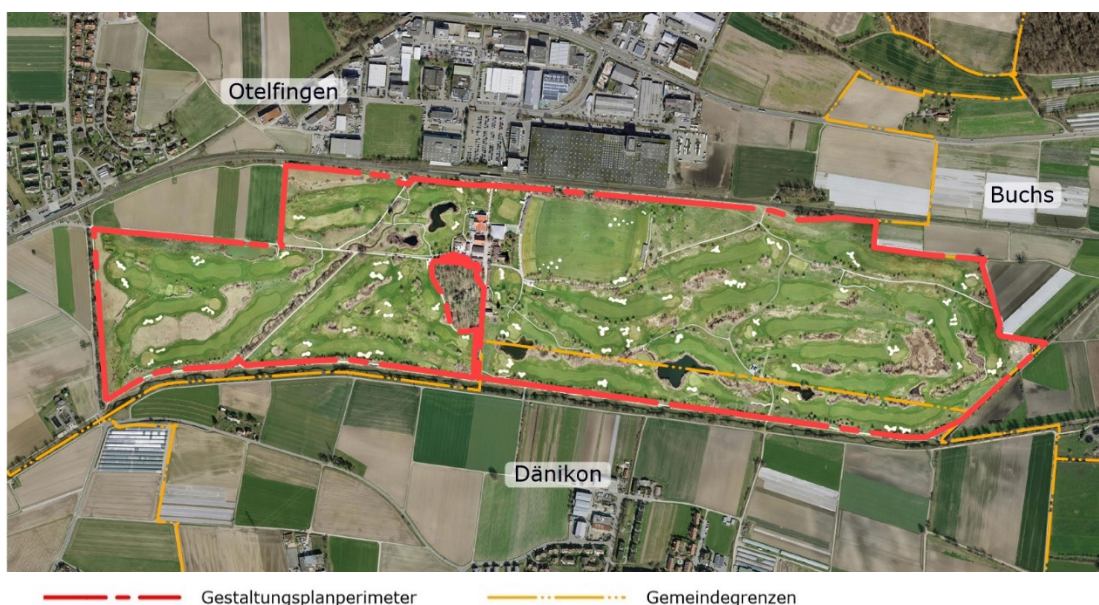 Otelfingen
Buchs
Dänikon
Gestaltungsplanperimeter
Gemeindegrenzen